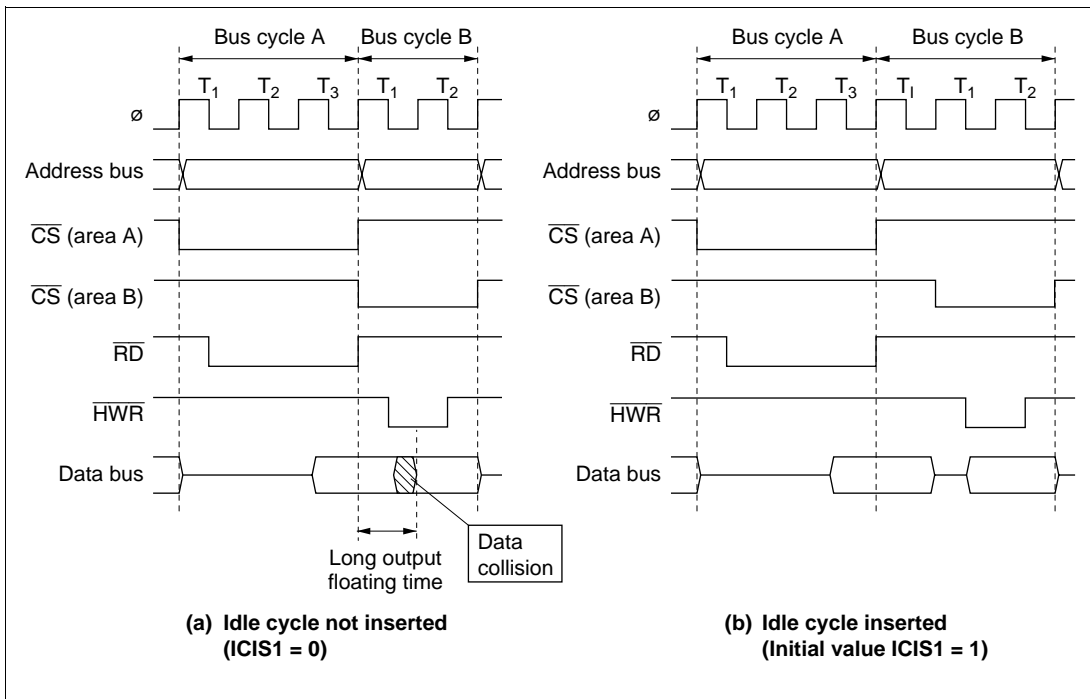 Bus cycle A
Bus cycle B
T1 T2 T3 T1 T2
ø
Address bus
CS (area A)
CS (area B)
RD
HWR
Data bus
Long output
floating time
Data
collision
(a) Idle cycle not inserted
(ICIS1 = 0)
Bus cycle A
Bus cycle B
T1 T2 T3 TI T1 T2
ø
Address bus
CS (area A)
CS (area B)
RD
HWR
Data bus
(b) Idle cycle inserted
(Initial value ICIS1 = 1)